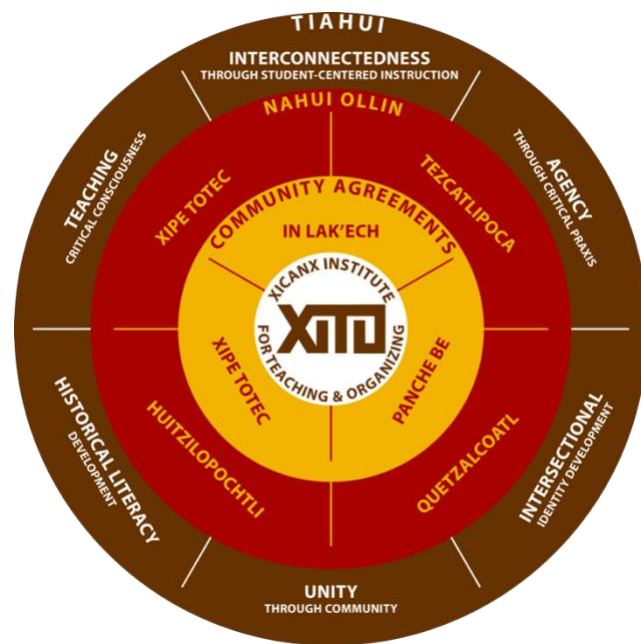 TIAHUI
INTERCONNECTEDNESS
THROUGH STUDENT-CENTERED INSTRUCTION
AGENCY
THROUGH CRITICAL PRAXIS
INTERSECTIONAL
IDENTITY DEVELOPMENT
UNITY
THROUGH COMMUNITY
HISTORICAL LITERACY
DEVELOPMENT
TEACHING
CRITICAL CONSCIOUSNESS
NAHUI OLLIN
TEZCATLIPOCA
QUETZALCOATL
HUITZILOPOCHTLI
XIPE TOTEC
COMMUNITY AGREEMENTS
IN LAK'ECH
PANCHE BE
XIPE TOTEC
XICANX INSTITUTE
XITO
FOR TEACHING & ORGANIZING